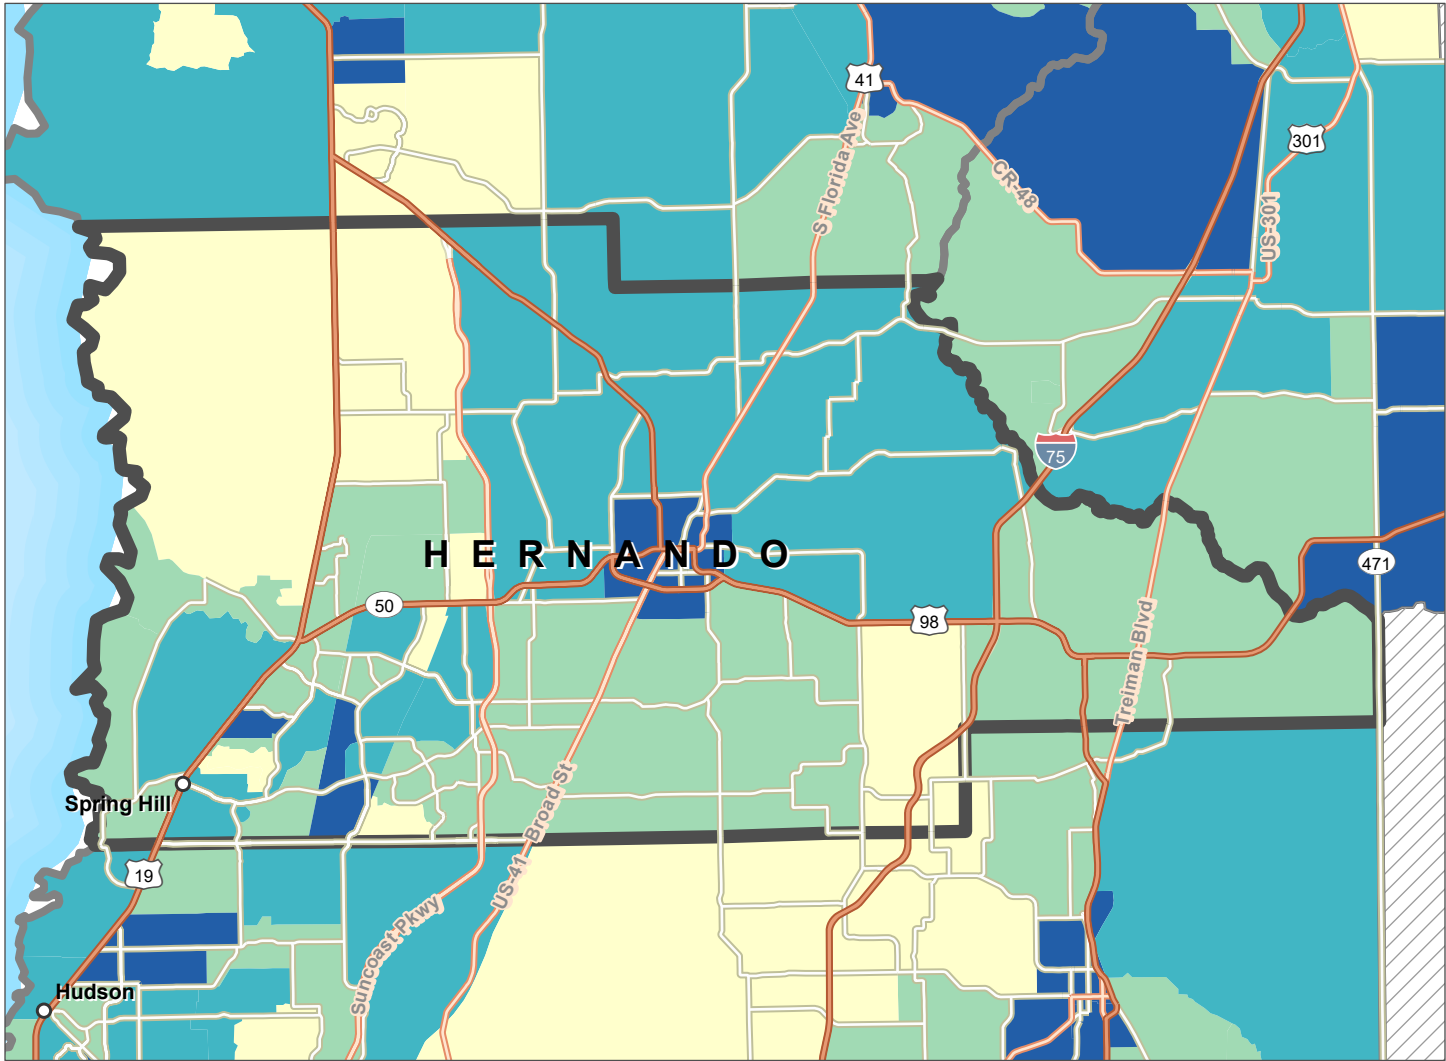 41
301
S Florida Ave
CR-48
US-301
75
HERNANDO
471
50
98
Treiman Blvd
Spring Hill
US-41 - Broad St
19
Suncoast Pkwy
Hudson